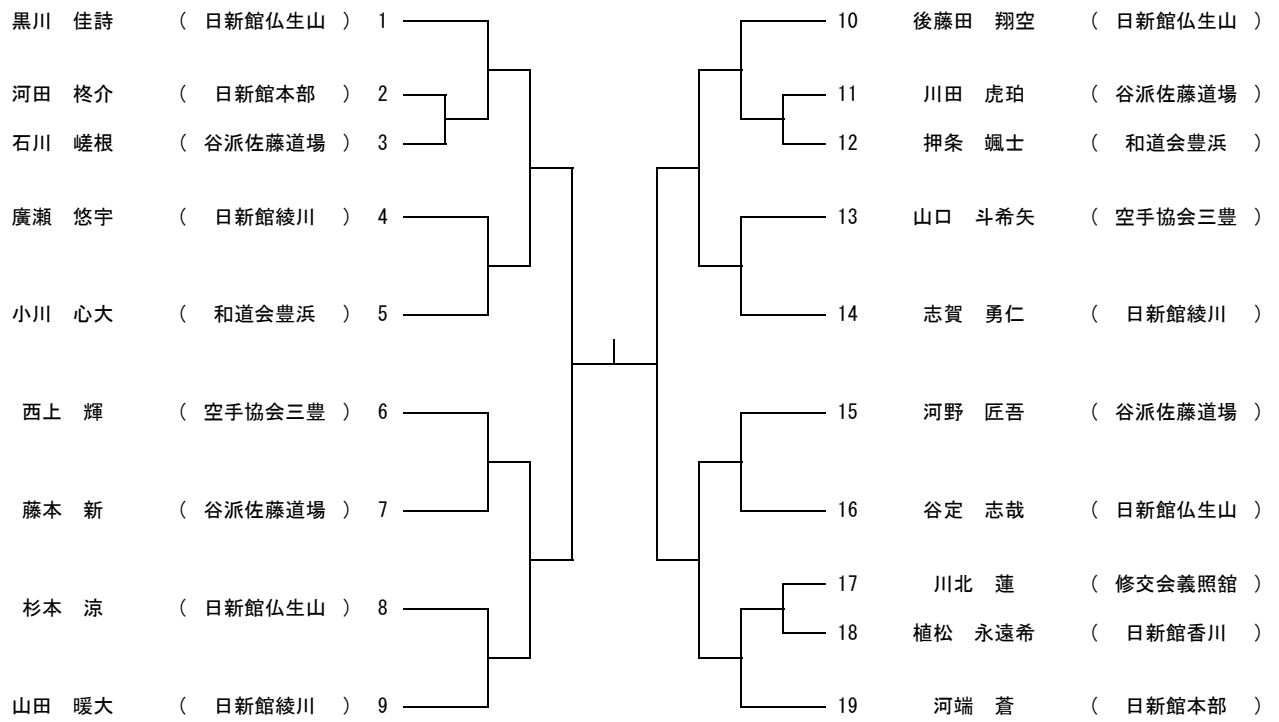 黒川　佳詩　（　日新館仏生山　）　1
河田　柊介　（　日新館本部　）　2
石川　嵯根　（　谷派佐藤道場　）　3
廣瀬　悠宇　（　日新館綾川　）　4
小川　心大　（　和道会豊浜　）　5
西上　輝　（　空手協会三豊　）　6
藤本　新　（　谷派佐藤道場　）　7
杉本　涼　（　日新館仏生山　）　8
山田　暖大　（　日新館綾川　）　9
10　後藤田　翔空　（　日新館仏生山　）
11　川田　虎珀　（　谷派佐藤道場　）
12　押条　颯士　（　和道会豊浜　）
13　山口　斗希矢　（　空手協会三豊　）
14　志賀　勇仁　（　日新館綾川　）
15　河野　匠吾　（　谷派佐藤道場　）
16　谷定　志哉　（　日新館仏生山　）
17　川北　蓮　（　修交会義照舘　）
18　植松　永遠希　（　日新館香川　）
19　河端　蒼　（　日新館本部　）